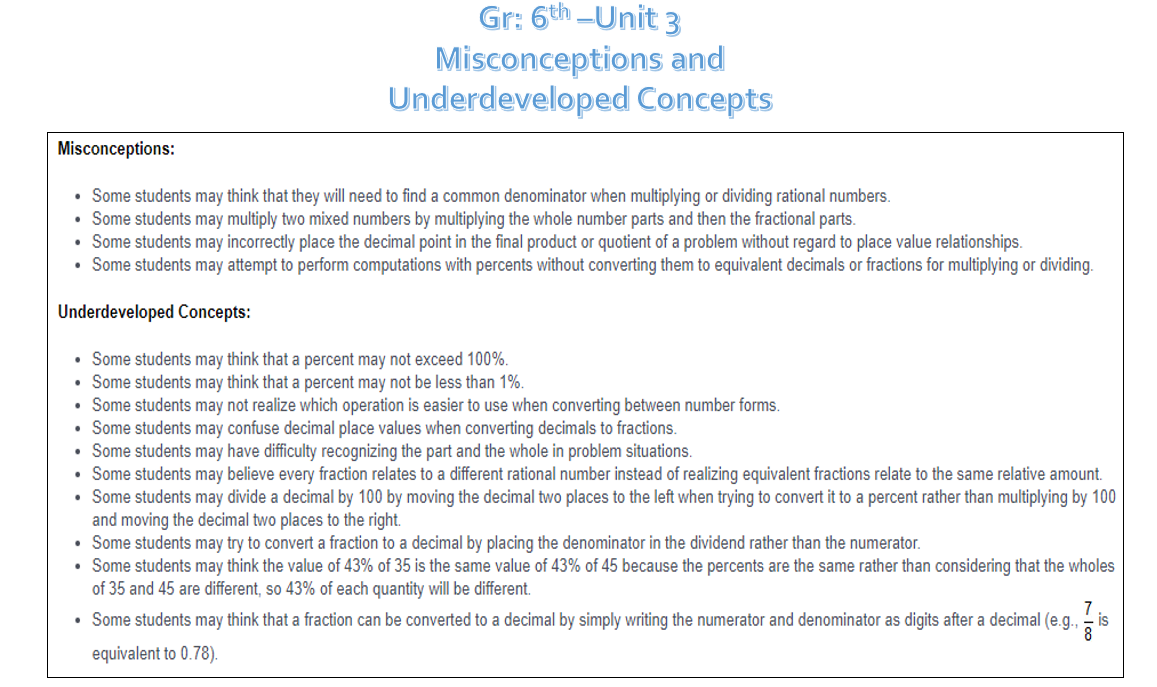 Gr: 6th –Unit 3
Misconceptions and
Underdeveloped Concepts
Misconceptions:
• Some students may think that they will need to find a common denominator when multiplying or dividing rational numbers.
• Some students may multiply two mixed numbers by multiplying the whole number parts and then the fractional parts.
• Some students may incorrectly place the decimal point in the final product or quotient of a problem without regard to place value relationships.
• Some students may attempt to perform computations with percents without converting them to equivalent decimals or fractions for multiplying or dividing.
Underdeveloped Concepts:
• Some students may think that a percent may not exceed 100%.
• Some students may think that a percent may not be less than 1%.
• Some students may not realize which operation is easier to use when converting between number forms.
• Some students may confuse decimal place values when converting decimals to fractions.
• Some students may have difficulty recognizing the part and the whole in problem situations.
• Some students may believe every fraction relates to a different rational number instead of realizing equivalent fractions relate to the same relative amount.
• Some students may divide a decimal by 100 by moving the decimal two places to the left when trying to convert it to a percent rather than multiplying by 100
and moving the decimal two places to the right.
• Some students may try to convert a fraction to a decimal by placing the denominator in the dividend rather than the numerator.
• Some students may think the value of 43% of 35 is the same value of 43% of 45 because the percents are the same rather than considering that the wholes
of 35 and 45 are different, so 43% of each quantity will be different.
• Some students may think that a fraction can be converted to a decimal by simply writing the numerator and denominator as digits after a decimal (e.g., 7/8 is
equivalent to 0.78).